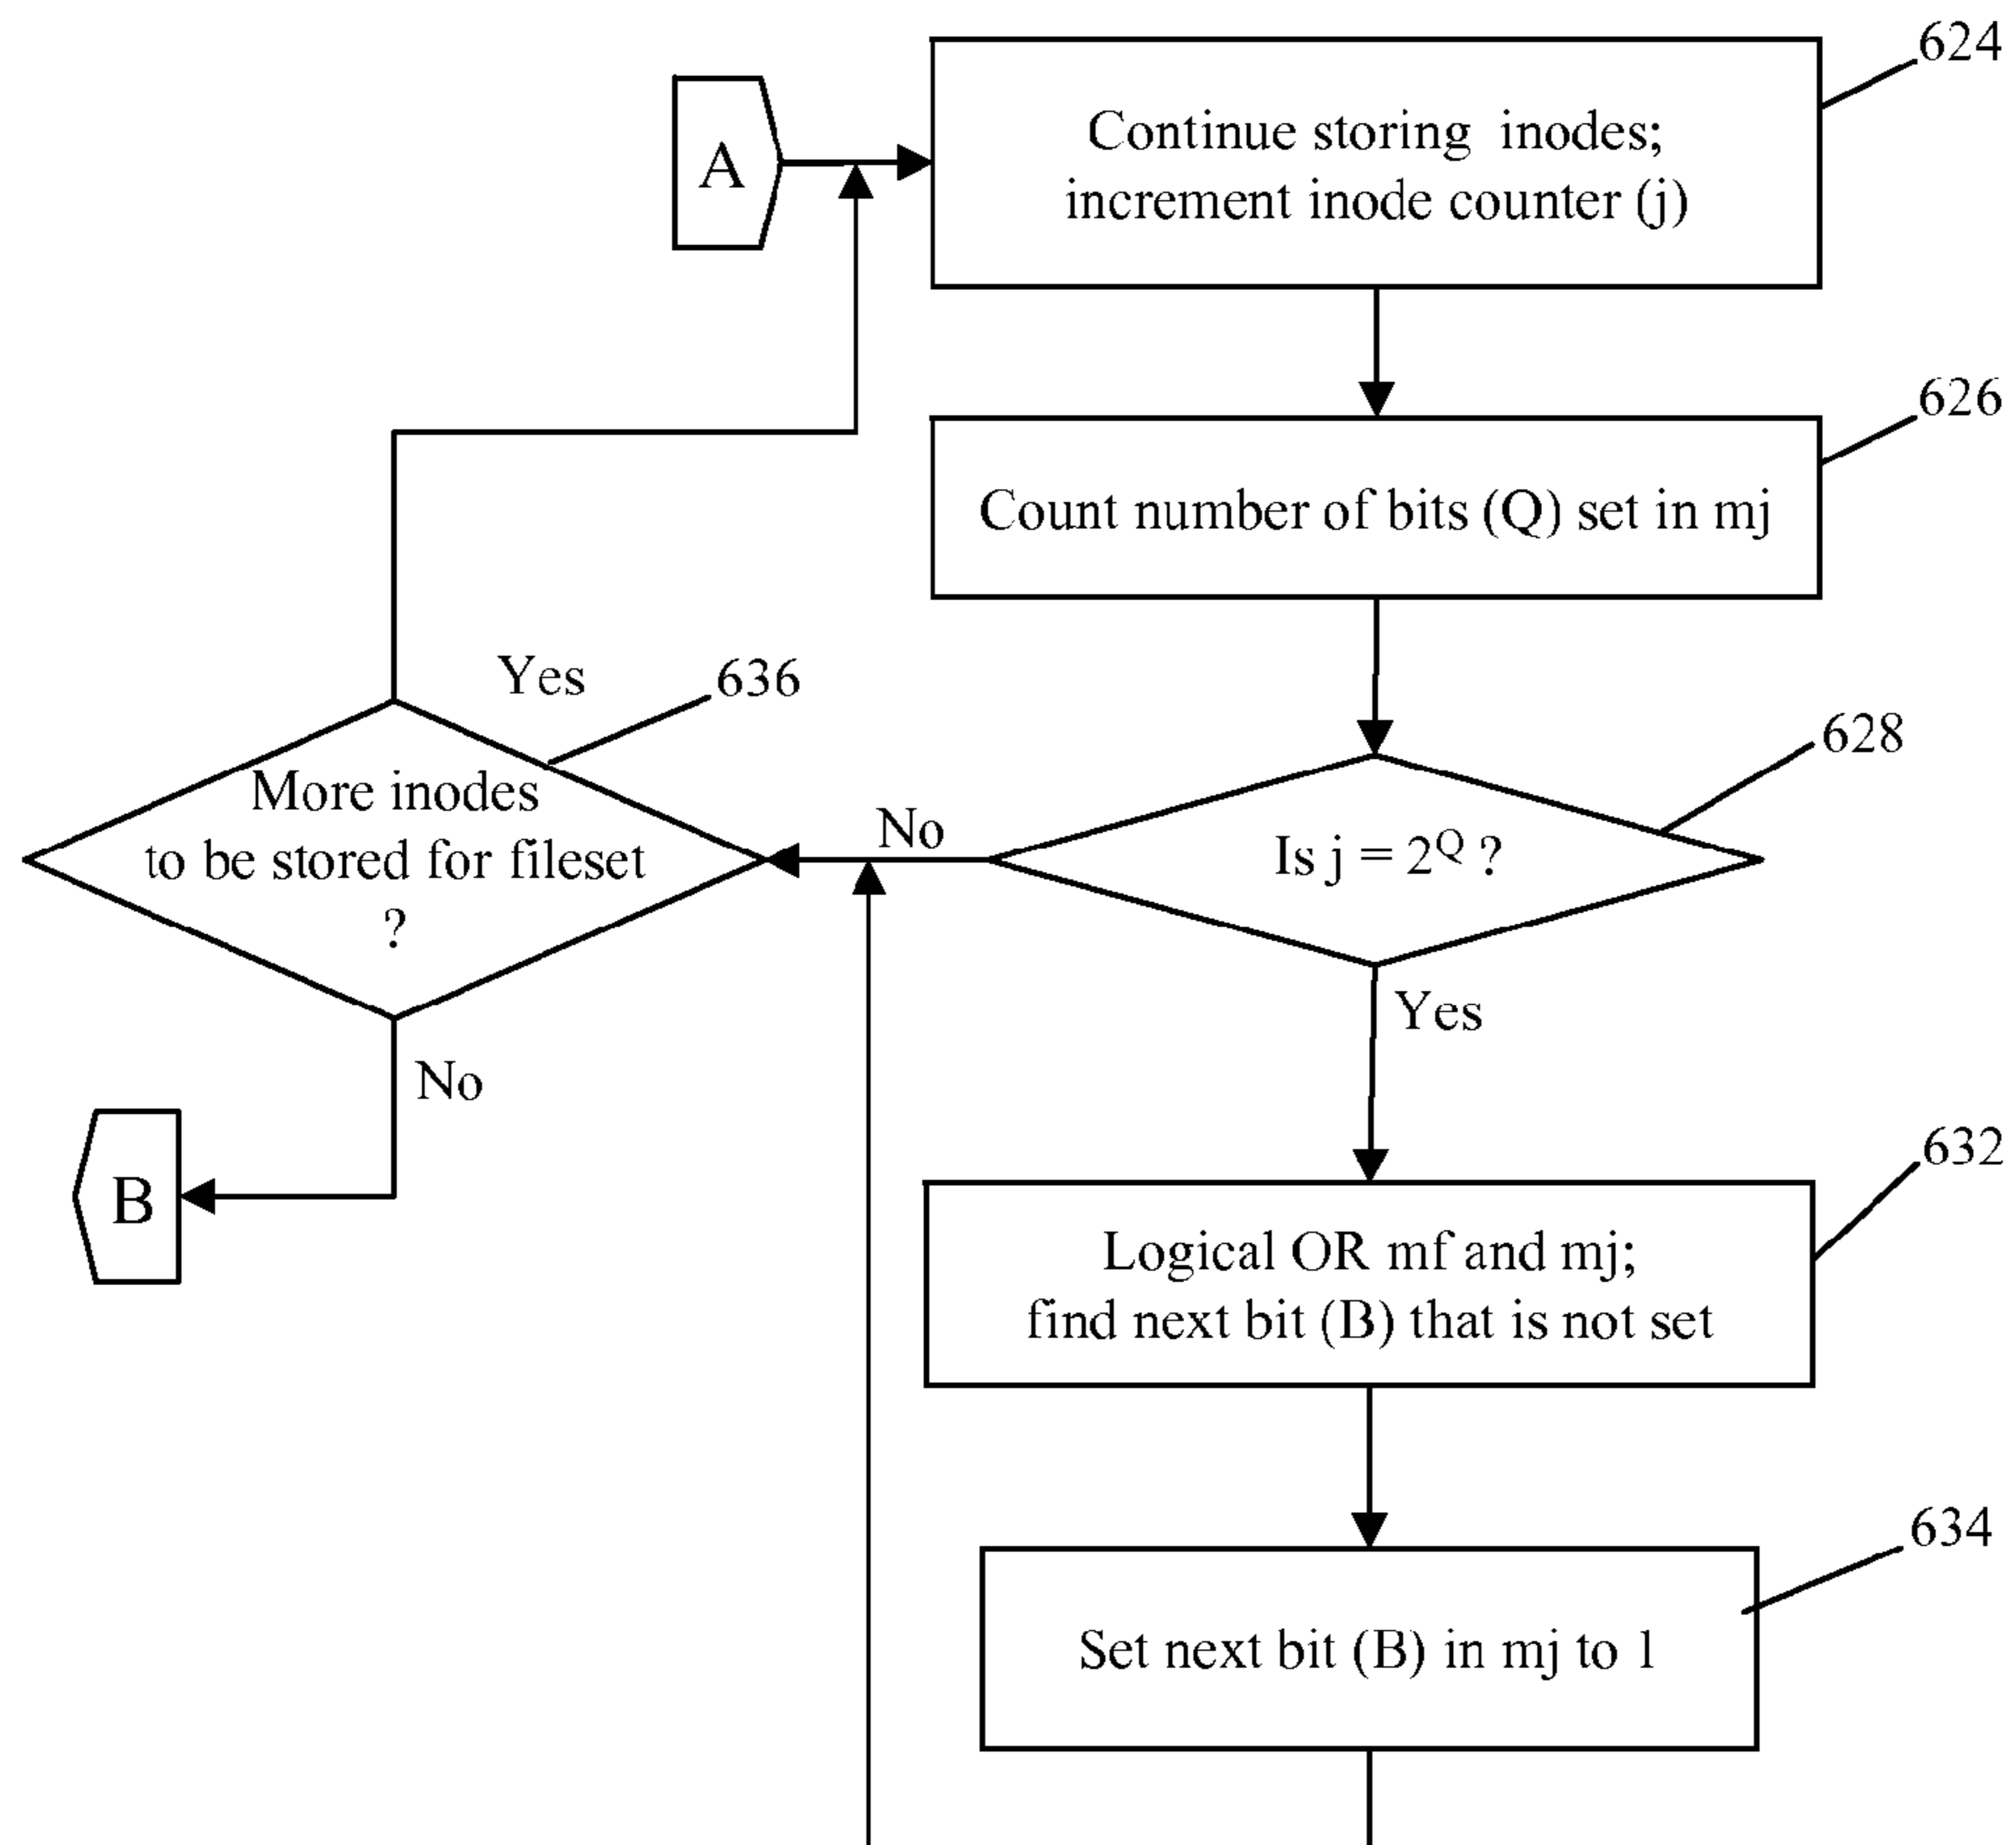 624
A
Continue storing inodes;
increment inode counter (j)
626
Count number of bits (Q) set in mj
Yes
636
628
More inodes
to be stored for fileset
?
No
Is j = 2^Q ?
Yes
No
B
632
Logical OR mf and mj;
find next bit (B) that is not set
634
Set next bit (B) in mj to 1